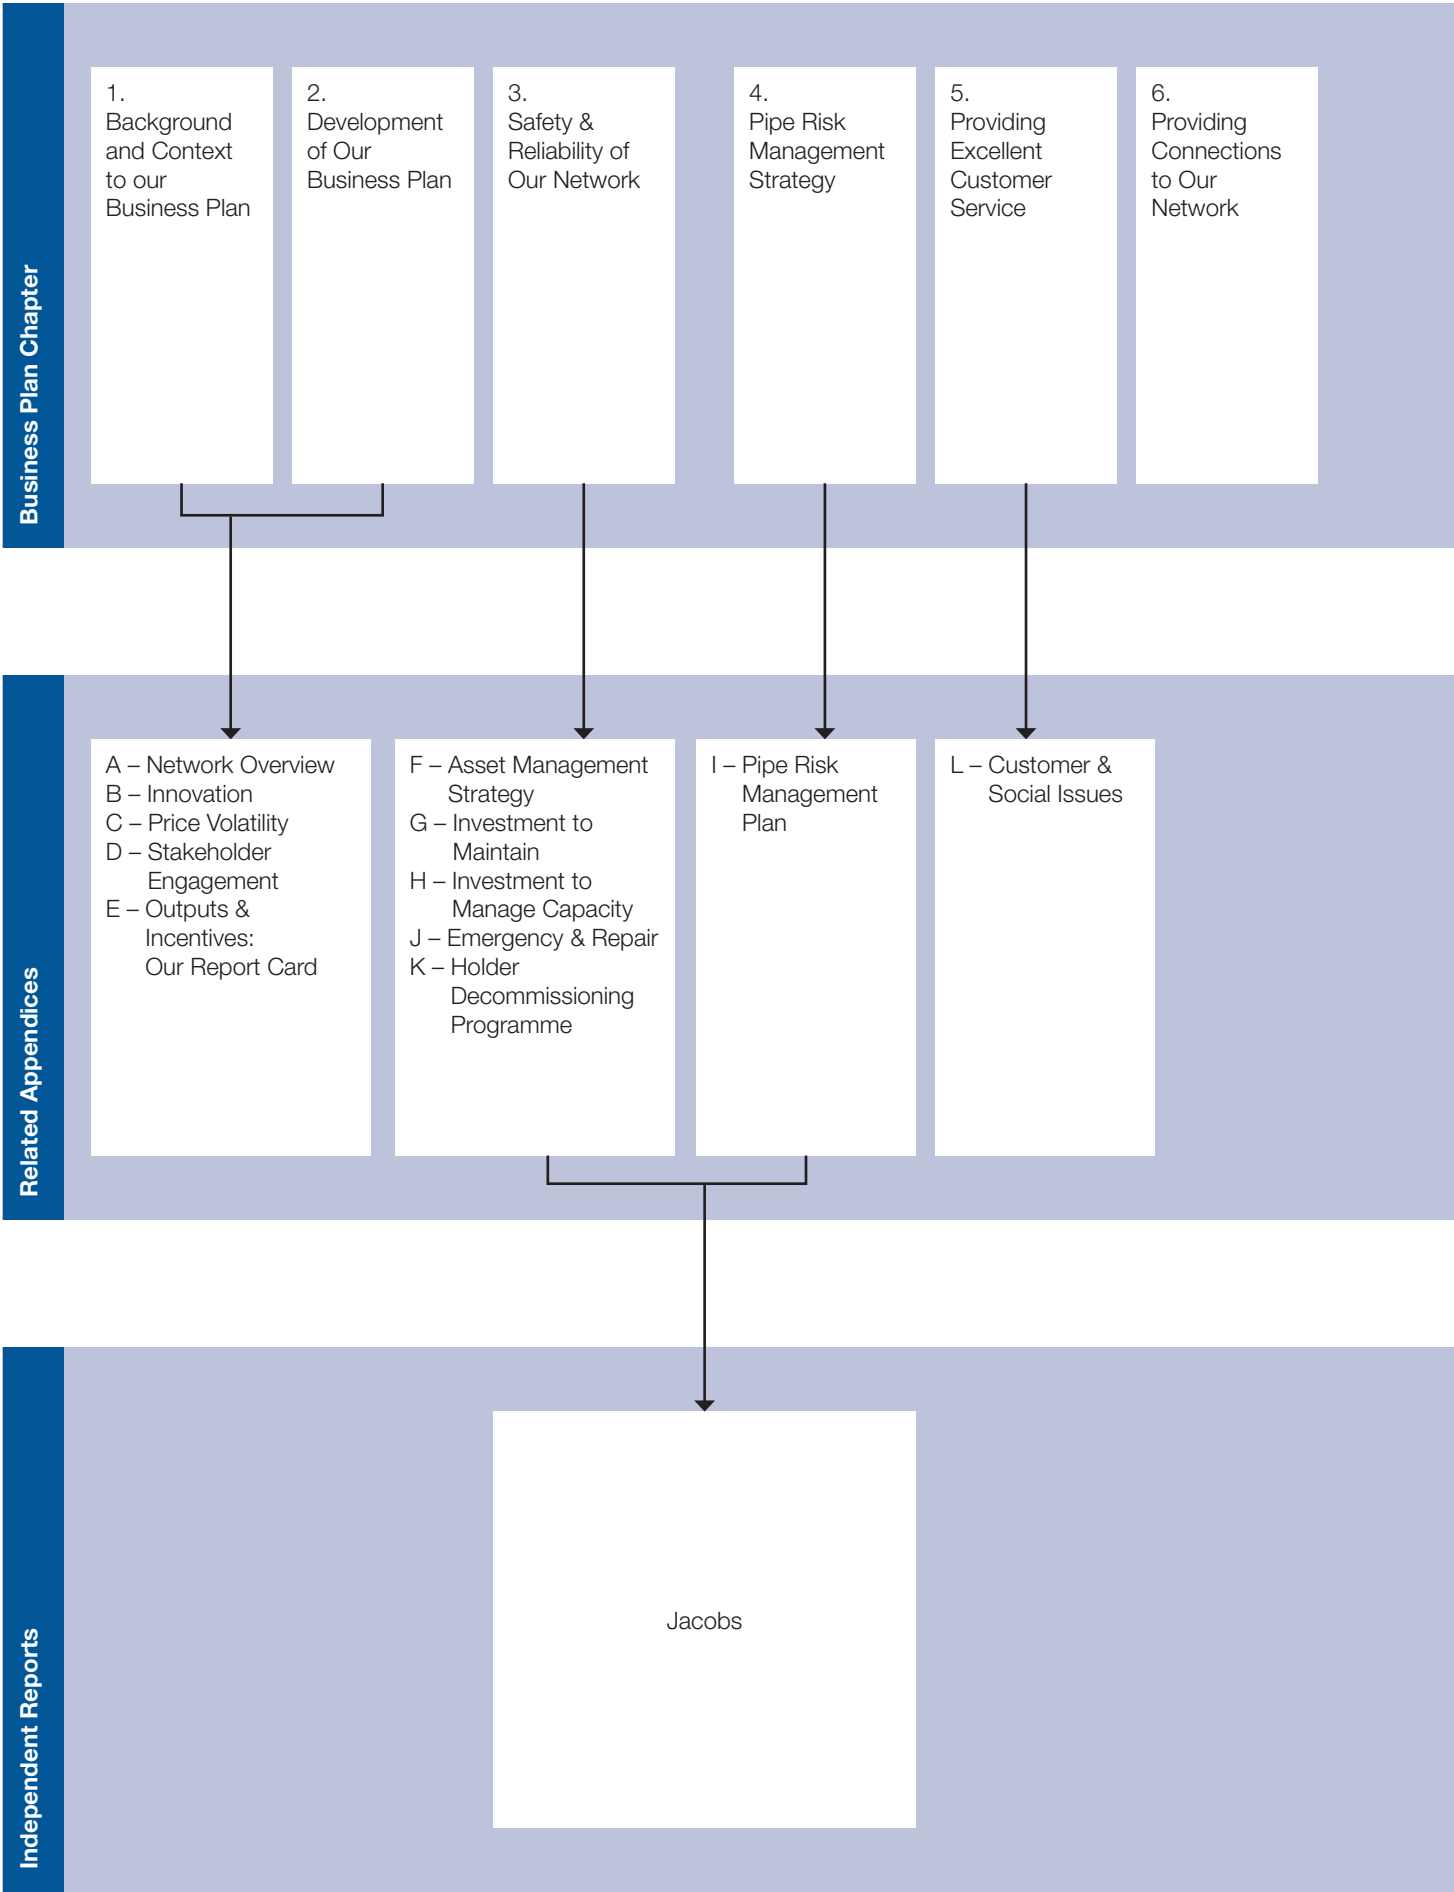 Business Plan Chapter
1.
Background
and Context
to our
Business Plan
2.
Development
of Our
Business Plan
3.
Safety &
Reliability of
Our Network
4.
Pipe Risk
Management
Strategy
5.
Providing
Excellent
Customer
Service
6.
Providing
Connections
to Our
Network
Related Appendices
A – Network Overview
B – Innovation
C – Price Volatility
D – Stakeholder
Engagement
E – Outputs &
Incentives:
Our Report Card
F – Asset Management
Strategy
G – Investment to
Maintain
H – Investment to
Manage Capacity
J – Emergency & Repair
K – Holder
Decommissioning
Programme
I – Pipe Risk
Management
Plan
L – Customer &
Social Issues
Independent Reports
Jacobs